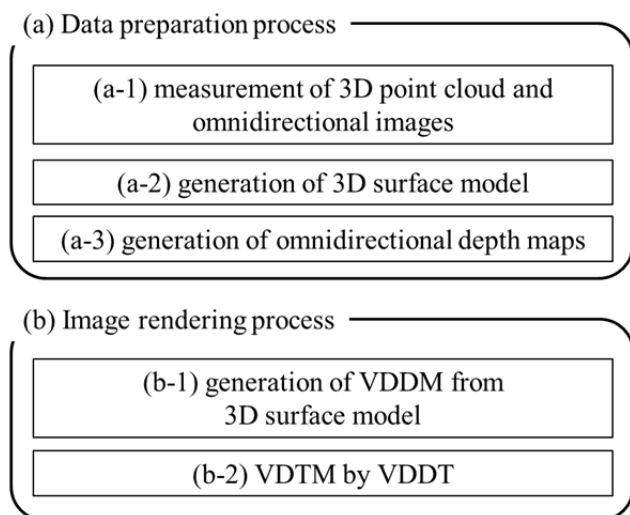 (a) Data preparation process
(a-1) measurement of 3D point cloud and
omnidirectional images
(a-2) generation of 3D surface model
(a-3) generation of omnidirectional depth maps
(b) Image rendering process
(b-1) generation of VDDM from
3D surface model
(b-2) VDTM by VDDT